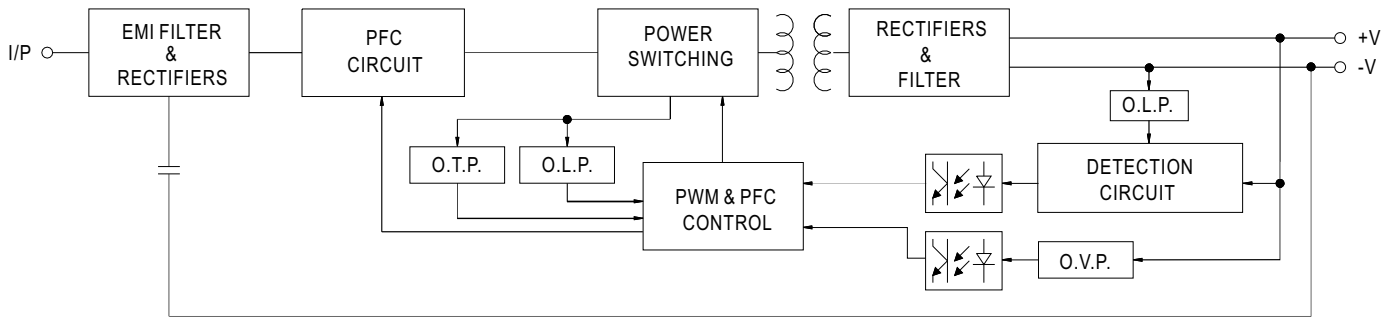 I/P
EMI FILTER
&
RECTIFIERS
PFC
CIRCUIT
POWER
SWITCHING
RECTIFIERS
&
FILTER
+V
-V
O.L.P.
O.T.P.
O.L.P.
PWM & PFC
CONTROL
DETECTION
CIRCUIT
O.V.P.